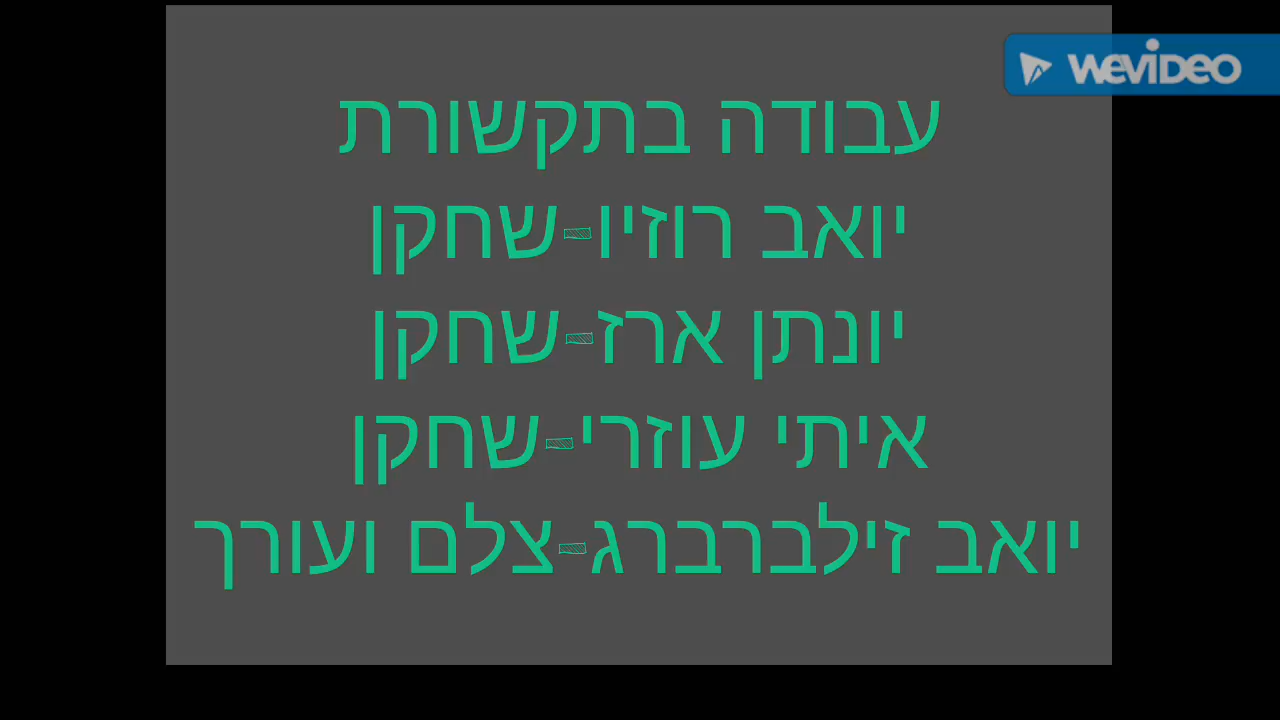 עבודה בתקשורת
יואב רוזיו-שחקן
יונתן ארז-שחקן
איתי עוזרי-שחקן
יואב זילברברג-צלם ועורך
WEVIDEO